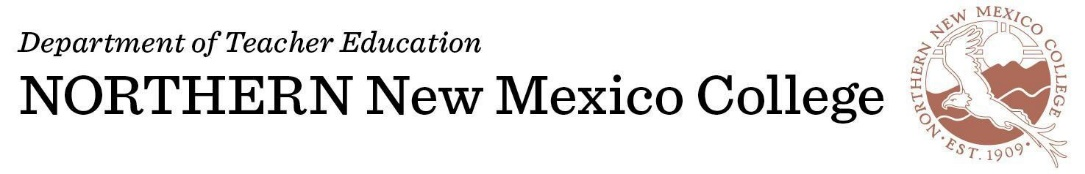 Department of Teacher Education
NORTHERN New Mexico College
NORTHERN NEW MEXICO COLLEGE
• EST. 1909 •